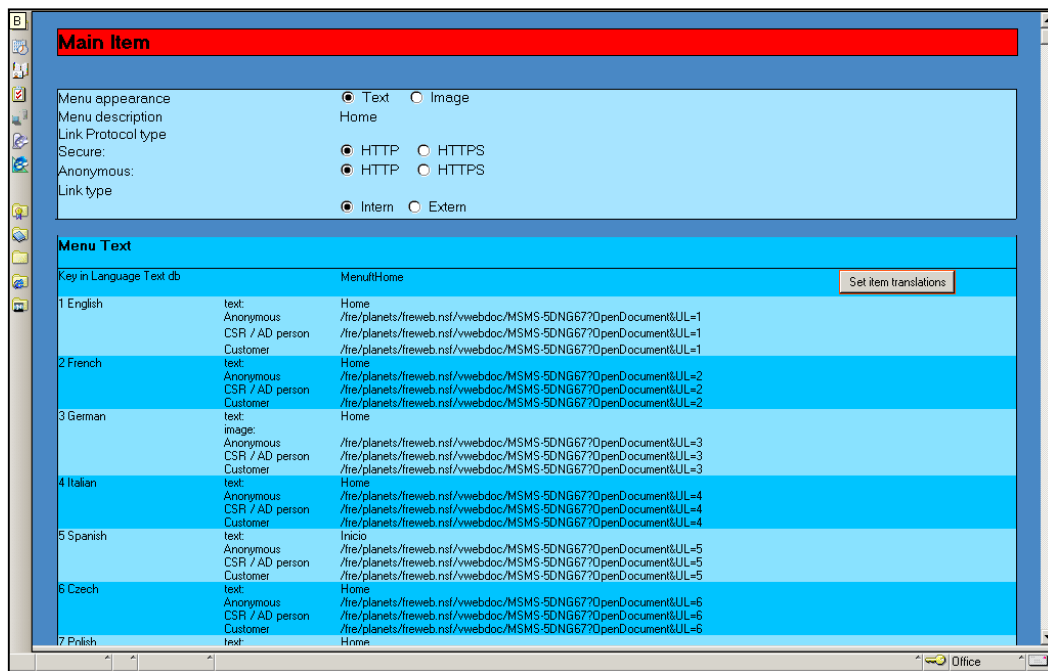 B
Main Item
Menu appearance Text Image
Menu description Home
Link Protocol type
Secure: HTTP HTTPS
Anonymous: HTTP HTTPS
Link type
Intern Extern
Menu Text
Key in Language Text db MenuftHome Set item translations
1 English text: Home
Anonymous /fre/planets/freweb.nsf/vwebdoc/MSMS-5DNG67?OpenDocument&UL=1
CSR / AD person /fre/planets/freweb.nsf/vwebdoc/MSMS-5DNG67?OpenDocument&UL=1
Customer /fre/planets/freweb.nsf/vwebdoc/MSMS-5DNG67?OpenDocument&UL=1
2 French text: Home
Anonymous /fre/planets/freweb.nsf/vwebdoc/MSMS-5DNG67?OpenDocument&UL=2
CSR / AD person /fre/planets/freweb.nsf/vwebdoc/MSMS-5DNG67?OpenDocument&UL=2
Customer /fre/planets/freweb.nsf/vwebdoc/MSMS-5DNG67?OpenDocument&UL=2
3 German text: Home
image:
Anonymous /fre/planets/freweb.nsf/vwebdoc/MSMS-5DNG67?OpenDocument&UL=3
CSR / AD person /fre/planets/freweb.nsf/vwebdoc/MSMS-5DNG67?OpenDocument&UL=3
Customer /fre/planets/freweb.nsf/vwebdoc/MSMS-5DNG67?OpenDocument&UL=3
4 Italian text: Home
Anonymous /fre/planets/freweb.nsf/vwebdoc/MSMS-5DNG67?OpenDocument&UL=4
CSR / AD person /fre/planets/freweb.nsf/vwebdoc/MSMS-5DNG67?OpenDocument&UL=4
Customer /fre/planets/freweb.nsf/vwebdoc/MSMS-5DNG67?OpenDocument&UL=4
5 Spanish text: Inicio
Anonymous /fre/planets/freweb.nsf/vwebdoc/MSMS-5DNG67?OpenDocument&UL=5
CSR / AD person /fre/planets/freweb.nsf/vwebdoc/MSMS-5DNG67?OpenDocument&UL=5
Customer /fre/planets/freweb.nsf/vwebdoc/MSMS-5DNG67?OpenDocument&UL=5
6 Czech text: Home
Anonymous /fre/planets/freweb.nsf/vwebdoc/MSMS-5DNG67?OpenDocument&UL=6
CSR / AD person /fre/planets/freweb.nsf/vwebdoc/MSMS-5DNG67?OpenDocument&UL=6
Customer /fre/planets/freweb.nsf/vwebdoc/MSMS-5DNG67?OpenDocument&UL=6
7 Polish text: Home
Office